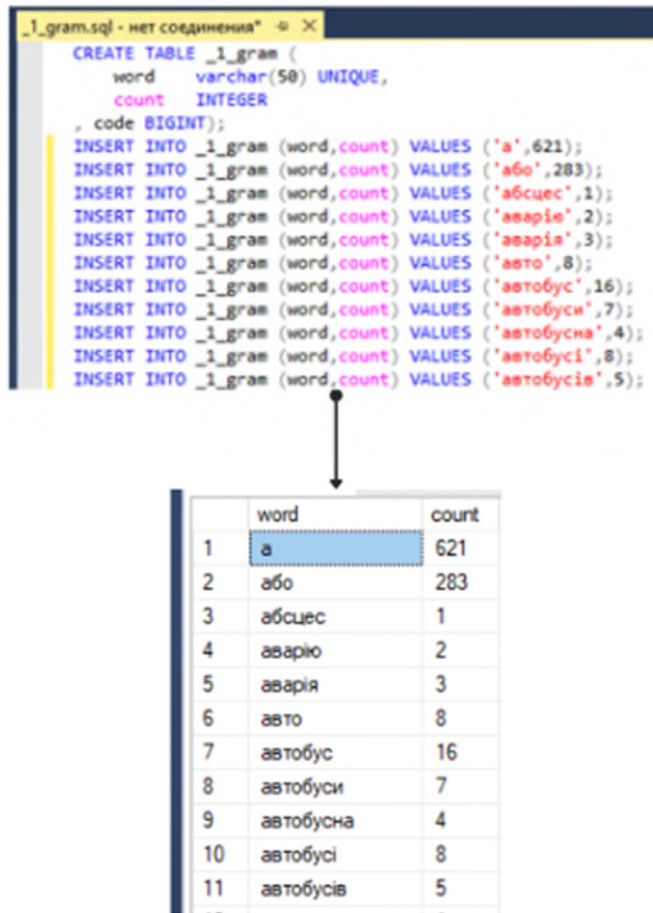 _1_gram.sql - нет соединения*
CREATE TABLE _1_gram (
word varchar(50) UNIQUE,
count INTEGER
, code BIGINT);
INSERT INTO _1_gram (word,count) VALUES ('а',621);
INSERT INTO _1_gram (word,count) VALUES ('або',283);
INSERT INTO _1_gram (word,count) VALUES ('абсцес',1);
INSERT INTO _1_gram (word,count) VALUES ('аварію',2);
INSERT INTO _1_gram (word,count) VALUES ('аварія',3);
INSERT INTO _1_gram (word,count) VALUES ('авто',8);
INSERT INTO _1_gram (word,count) VALUES ('автобус',16);
INSERT INTO _1_gram (word,count) VALUES ('автобуси',7);
INSERT INTO _1_gram (word,count) VALUES ('автобусна',4);
INSERT INTO _1_gram (word,count) VALUES ('автобусі',8);
INSERT INTO _1_gram (word,count) VALUES ('автобусів',5);
word count
1 а 621
2 або 283
3 абсцес 1
4 аварію 2
5 аварія 3
6 авто 8
7 автобус 16
8 автобуси 7
9 автобусна 4
10 автобусі 8
11 автобусів 5